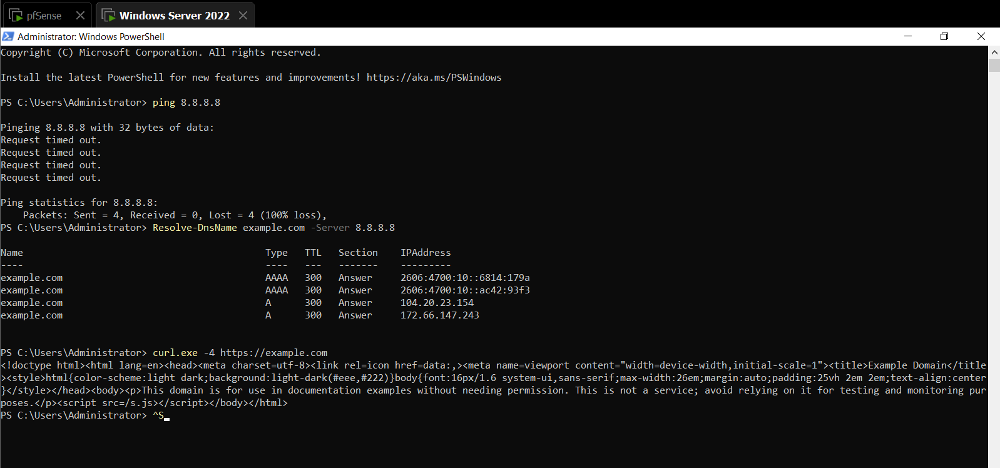 pfSense
Windows Server 2022
Administrator: Windows PowerShell
Copyright (C) Microsoft Corporation. All rights reserved.
Install the latest PowerShell for new features and improvements! https://aka.ms/PSWindows
PS C:\Users\Administrator> ping 8.8.8.8
Pinging 8.8.8.8 with 32 bytes of data:
Request timed out.
Request timed out.
Request timed out.
Request timed out.
Ping statistics for 8.8.8.8:
    Packets: Sent = 4, Received = 0, Lost = 4 (100% loss),
PS C:\Users\Administrator> Resolve-DnsName example.com -Server 8.8.8.8
Name                                           Type   TTL   Section    IPAddress
----                                           ----   ---   -------    ---------
example.com                                    AAAA   300   Answer     2606:4700:10::6814:179a
example.com                                    AAAA   300   Answer     2606:4700:10::ac42:93f3
example.com                                    A      300   Answer     104.20.23.154
example.com                                    A      300   Answer     172.66.147.243
PS C:\Users\Administrator> curl.exe -4 https://example.com
<!doctype html><html lang=en><head><meta charset=utf-8><link rel=icon href=data:,><meta name=viewport content="width=device-width,initial-scale=1"><title>Example Domain</title
><style>html{color-scheme:light dark;background:light-dark(#eee,#222)}body{font:16px/1.6 system-ui,sans-serif;max-width:26em;margin:auto;padding:25vh 2em 2em;text-align:center
}</style></head><body><p>This domain is for use in documentation examples without needing permission. This is not a service; avoid relying on it for testing and monitoring pur
poses.</p><script src=/s.js></script></body></html>
PS C:\Users\Administrator> ^S